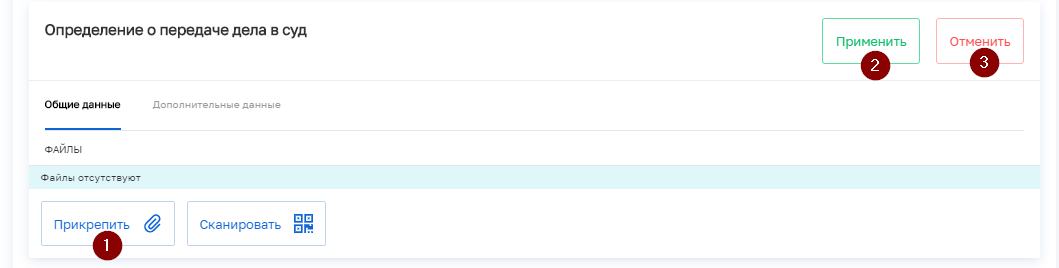 Определение о передаче дела в суд
Применить
Отменить
2
3
Общие данные
Дополнительные данные
ФАЙЛЫ
Файлы отсутствуют
Прикрепить
Сканировать
1